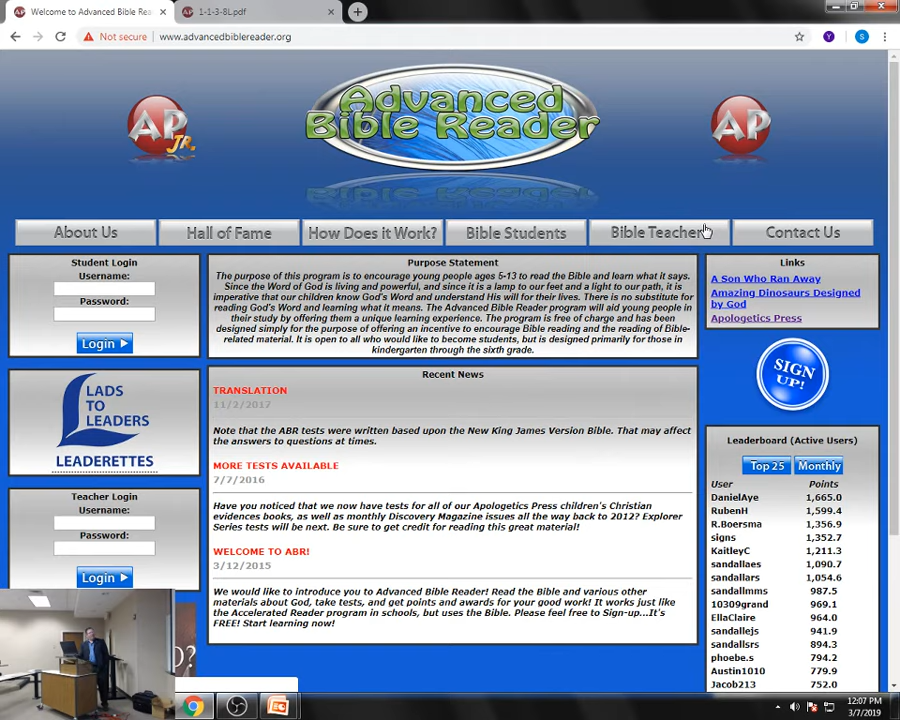 Welcome to Advanced Bible Rea
1-1-3-8L.pdf
Not secure
www.advancedbiblereader.org
Y
S
AP JR.
Advanced
Bible Reader
AP
About Us
Hall of Fame
How Does it Work?
Bible Students
Bible Teachers
Contact Us
Student Login
Username:
Password:
Login
LADS
TO
LEADERS
LEADERETTES
Teacher Login
Username:
Password:
Login
Purpose Statement
The purpose of this program is to encourage young people ages 5-13 to read the Bible and learn what it says.
Since the Word of God is living and powerful, and since it is a lamp to our feet and a light to our path, it is
imperative that our children know God's Word and understand His will for their lives. There is no substitute for
reading God's Word and learning what it means. The Advanced Bible Reader program will aid young people in
their study by offering them a unique learning experience. The program is free of charge and has been
designed simply for the purpose of offering an incentive to encourage Bible reading and the reading of Bible-
related material. It is open to all who would like to become students, but is designed primarily for those in
kindergarten through the sixth grade.
Recent News
TRANSLATION
11/2/2017
Note that the ABR tests were written based upon the New King James Version Bible. That may affect
the answers to questions at times.
MORE TESTS AVAILABLE
7/7/2016
Have you noticed that we now have tests for all of our Apologetics Press children's Christian
evidences books, as well as monthly Discovery Magazine issues all the way back to 2012? Explorer
Series tests will be next. Be sure to get credit for reading this great material!
WELCOME TO ABR!
3/12/2015
We would like to introduce you to Advanced Bible Reader! Read the Bible and various other
materials about God, take tests, and get points and awards for your good work! It works just like
the Accelerated Reader program in schools, but uses the Bible. Please feel free to Sign-up...It's
FREE! Start learning now!
Links
A Son Who Ran Away
Amazing Dinosaurs Designed
by God
Apologetics Press
SIGN
UP!
Leaderboard (Active Users)
Top 25
Monthly
User Points
DanielAye 1,665.0
RubenH 1,599.4
R.Boersma 1,356.9
signs 1,352.7
KaitleyC 1,211.3
sandallaes 1,090.7
sandallars 1,054.6
sandallmms 987.5
10309grand 969.1
EllaClaire 964.0
sandallejs 941.9
sandallsrs 894.3
phoebe.s 794.2
Austin1010 779.9
Jacob213 752.0
12:07 PM
3/7/2019